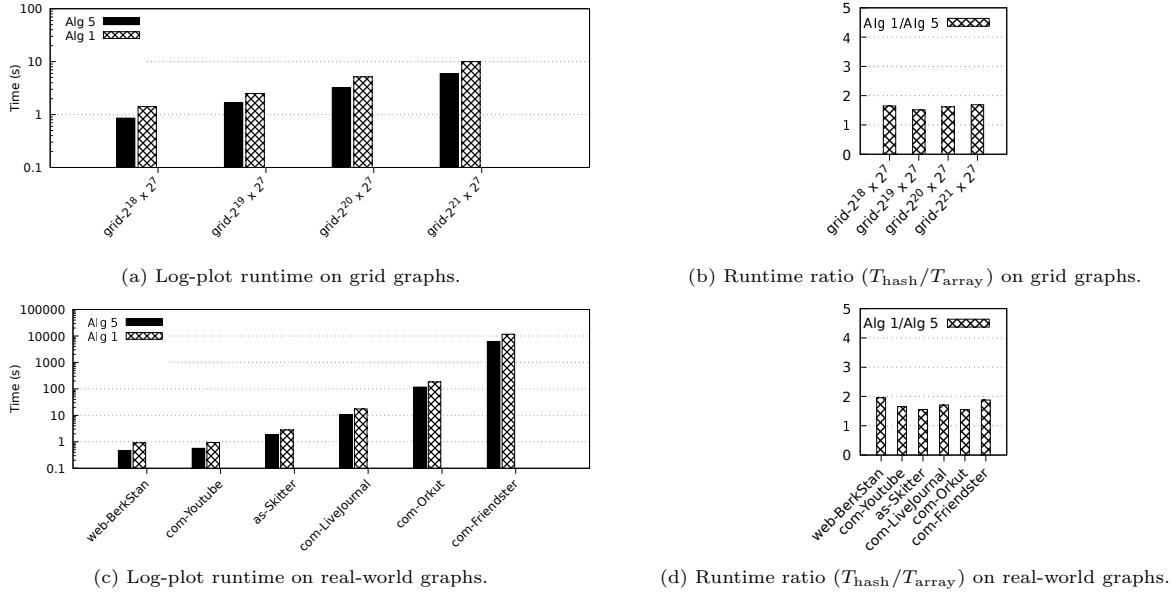 100
10
1
0.1
Time (s)
Alg 5
Alg 1
grid-2^18 x 2^7
grid-2^19 x 2^7
grid-2^20 x 2^7
grid-2^21 x 2^7
(a) Log-plot runtime on grid graphs.
5
4
3
2
1
0
Alg 1/Alg 5
grid-2^18 x 2^7
grid-2^19 x 2^7
grid-2^20 x 2^7
grid-2^21 x 2^7
(b) Runtime ratio (T_hash/T_array) on grid graphs.
100000
10000
1000
100
10
1
0.1
Time (s)
Alg 5
Alg 1
web-BerkStan
com-Youtube
as-Skitter
com-LiveJournal
com-Orkut
com-Friendster
(c) Log-plot runtime on real-world graphs.
5
4
3
2
1
0
Alg 1/Alg 5
web-BerkStan
com-Youtube
as-Skitter
com-LiveJournal
com-Orkut
com-Friendster
(d) Runtime ratio (T_hash/T_array) on real-world graphs.